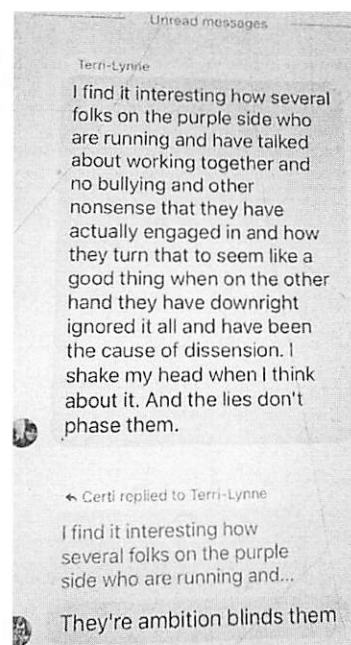 Unread messages
Terri-Lynne
I find it interesting how several
folks on the purple side who
are running and have talked
about working together and
no bullying and other
nonsense that they have
actually engaged in and how
they turn that to seem like a
good thing when on the other
hand they have downright
ignored it all and have been
the cause of dissension. I
shake my head when I think
about it. And the lies don't
phase them.
Certi replied to Terri-Lynne
I find it interesting how
several folks on the purple
side who are running and...
They're ambition blinds them